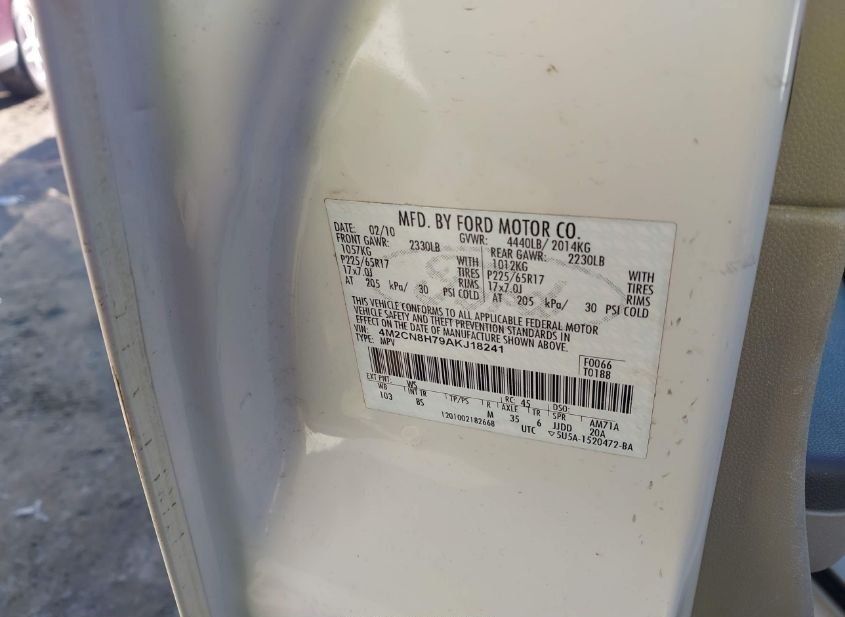 MFD. BY FORD MOTOR CO.
DATE: 02/10 GVWR: 4440LB/ 2014KG
FRONT GAWR: 2330LB REAR GAWR: 2230LB
1057KG WITH 1012KG WITH
P225/65R17 TIRES P225/65R17 TIRES
17x7.0J RIMS 17x7.0J RIMS
AT 205 kPa/ 30 PSI COLD AT 205 kPa/ 30 PSI COLD
THIS VEHICLE CONFORMS TO ALL APPLICABLE FEDERAL MOTOR
VEHICLE SAFETY AND THEFT PREVENTION STANDARDS IN
EFFECT ON THE DATE OF MANUFACTURE SHOWN ABOVE.
VIN: 4M2CN8H79AKJ18241 F0066
TYPE: MPV T0188
EXT PNT: WS RC: 45 DSO:
WB INT TR TP/PS R AXLE TR SPR AM71A
103 BS M 35 6 JJDD 20A
1201002182668 UTC ▽5U5A-1520472-BA